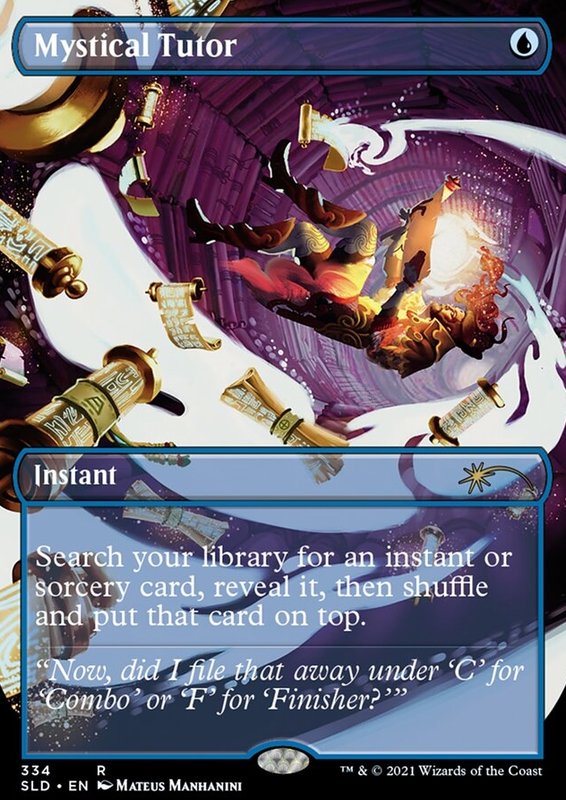 Mystical Tutor
Instant
Search your library for an instant or
sorcery card, reveal it, then shuffle
and put that card on top.
“Now, did I file that away under ‘C’ for
‘Combo’ or ‘F’ for ‘Finisher?’”
334 R
SLD • EN Mateus Manhanini
™ & © 2021 Wizards of the Coast